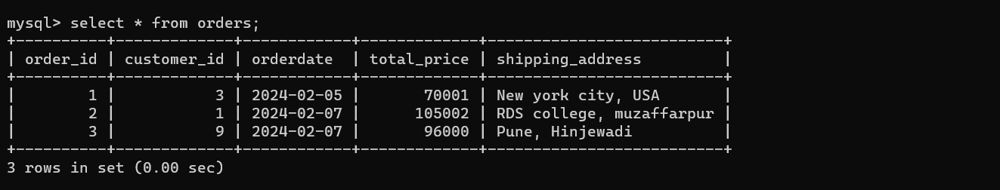 mysql> select * from orders;
+----------+-------------+------------+-------------+--------------------------+
| order_id | customer_id | orderdate  | total_price | shipping_address         |
+----------+-------------+------------+-------------+--------------------------+
|        1 |           3 | 2024-02-05 |       70001 | New york city, USA       |
|        2 |           1 | 2024-02-07 |      105002 | RDS college, muzaffarpur |
|        3 |           9 | 2024-02-07 |       96000 | Pune, Hinjewadi          |
+----------+-------------+------------+-------------+--------------------------+
3 rows in set (0.00 sec)